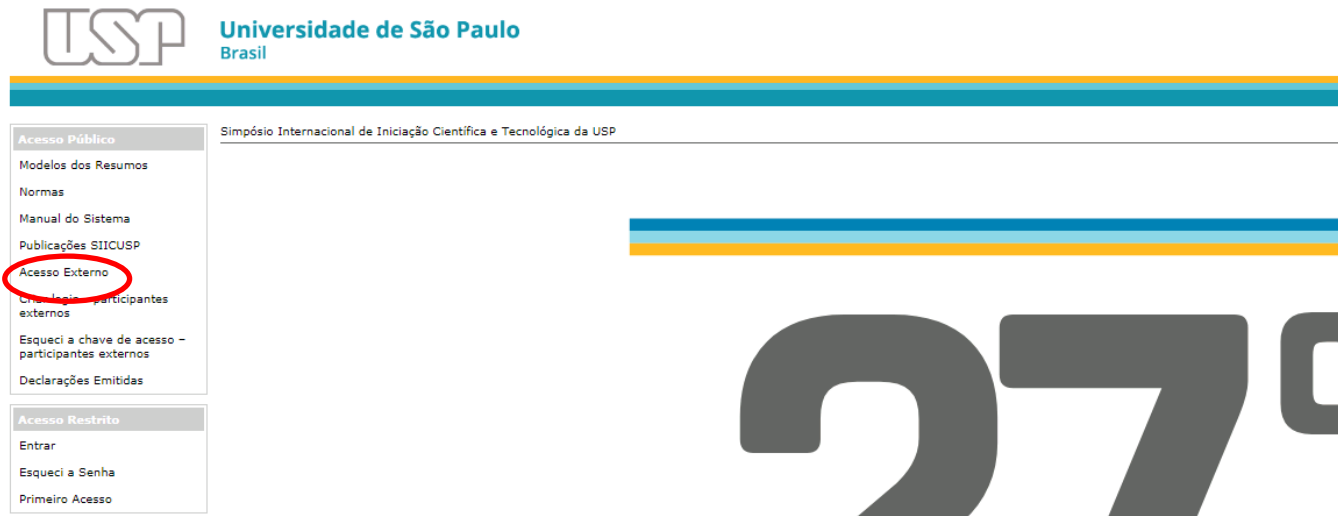 USP
Universidade de São Paulo
Brasil
Acesso Público
Simpósio Internacional de Iniciação Científica e Tecnológica da USP
Modelos dos Resumos
Normas
Manual do Sistema
Publicações SIICUSP
Acesso Externo
participantes
externos
Esqueci a chave de acesso –
participantes externos
Declarações Emitidas
Acesso Restrito
Entrar
Esqueci a Senha
Primeiro Acesso
27º